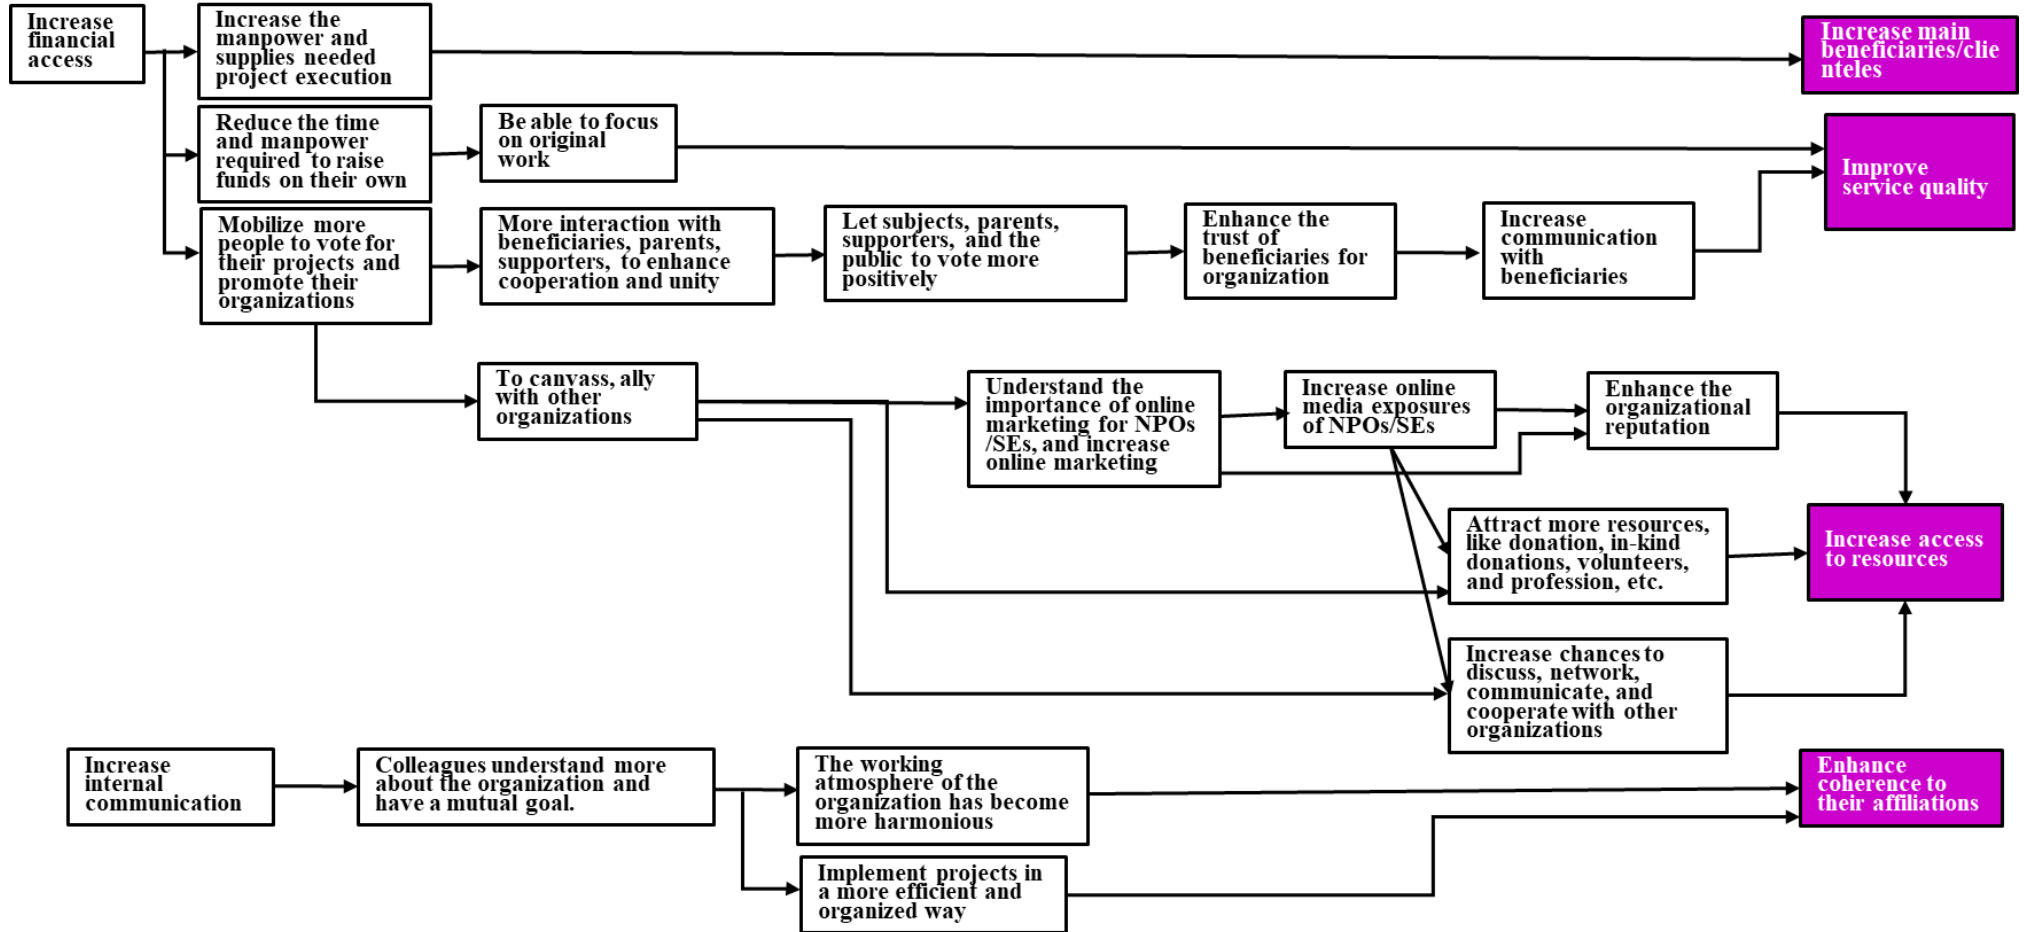 Increase
financial
access
Increase the
manpower and
supplies needed
project execution
Increase main
beneficiaries/clie
nteles
Reduce the time
and manpower
required to raise
funds on their own
Be able to focus
on original
work
Improve
service quality
Mobilize more
people to vote for
their projects and
promote their
organizations
More interaction with
beneficiaries, parents,
supporters, to enhance
cooperation and unity
Let subjects, parents,
supporters, and the
public to vote more
positively
Enhance the
trust of
beneficiaries for
organization
Increase
communication
with
beneficiaries
To canvass, ally
with other
organizations
Understand the
importance of online
marketing for NPOs
/SEs, and increase
online marketing
Increase online
media exposures
of NPOs/SEs
Enhance the
organizational
reputation
Attract more resources,
like donation, in-kind
donations, volunteers,
and profession, etc.
Increase access
to resources
Increase chances to
discuss, network,
communicate, and
cooperate with other
organizations
Increase
internal
communication
Colleagues understand more
about the organization and
have a mutual goal.
The working
atmosphere of the
organization has become
more harmonious
Enhance
coherence to
their affiliations
Implement projects in
a more efficient and
organized way